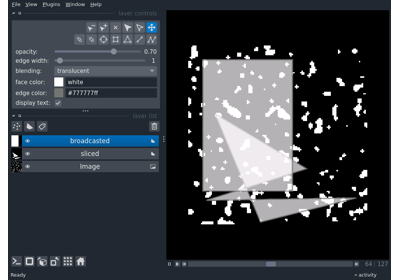 File View Plugins Window Help
layer controls
opacity: 0.70
edge width: 1
blending: translucent
face color: white
edge color: #777777ff
display text:
layer list
broadcasted
sliced
Image
64 127
activity